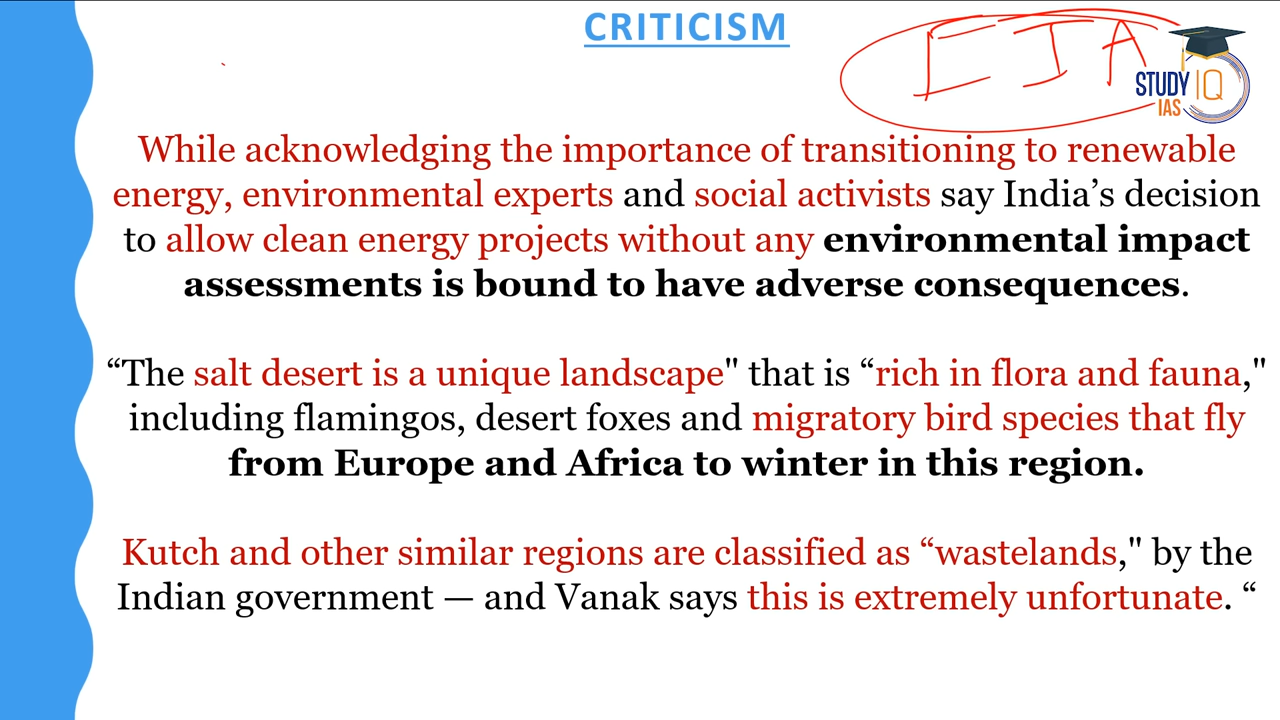 CRITICISM
EIA
STUDY IQ
IAS
While acknowledging the importance of transitioning to renewable
energy, environmental experts and social activists say India’s decision
to allow clean energy projects without any environmental impact
assessments is bound to have adverse consequences.
“The salt desert is a unique landscape" that is “rich in flora and fauna,"
including flamingos, desert foxes and migratory bird species that fly
from Europe and Africa to winter in this region.
Kutch and other similar regions are classified as “wastelands," by the
Indian government — and Vanak says this is extremely unfortunate. “